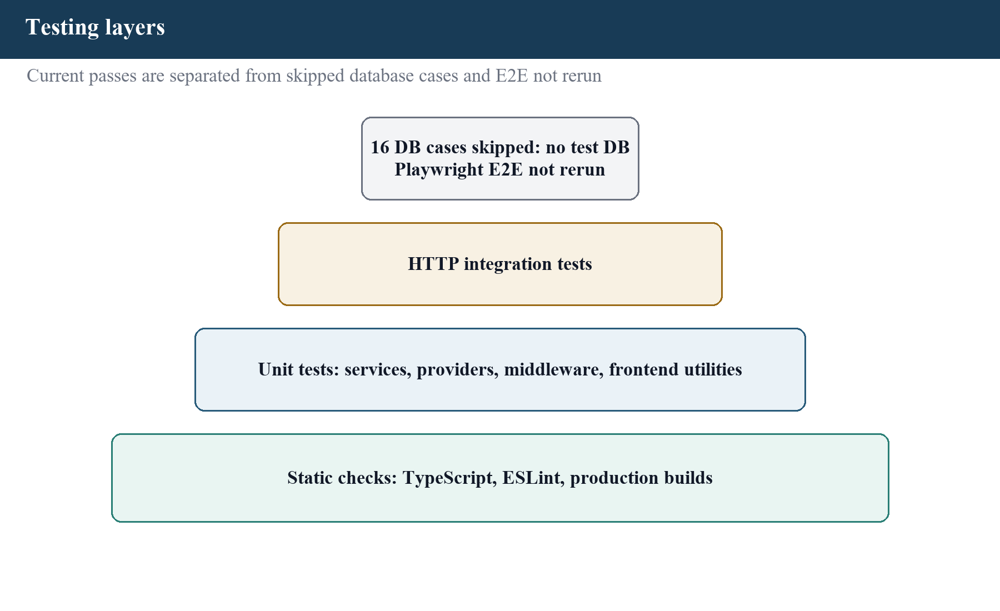 Testing layers
Current passes are separated from skipped database cases and E2E not rerun
16 DB cases skipped: no test DB
Playwright E2E not rerun
HTTP integration tests
Unit tests: services, providers, middleware, frontend utilities
Static checks: TypeScript, ESLint, production builds